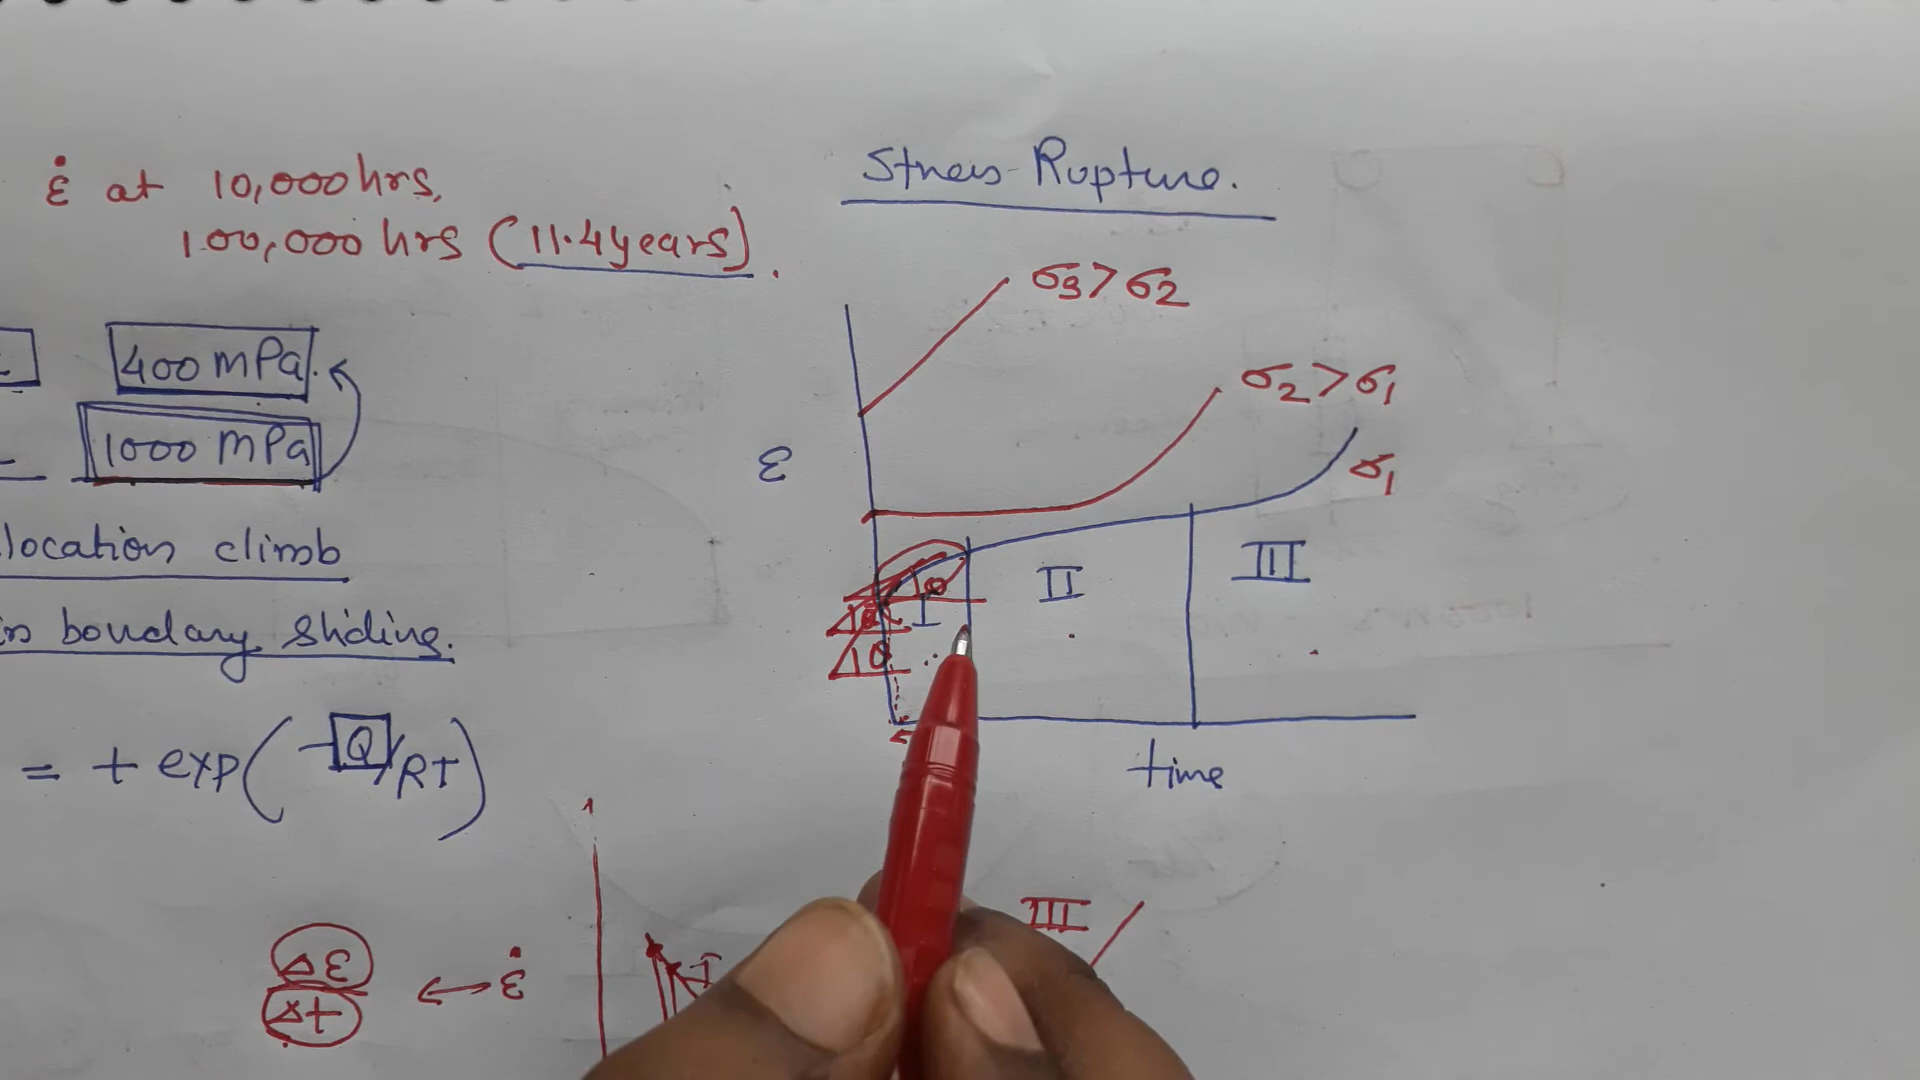 ε̇ at 10,000 hrs,
100,000 hrs (11.4 years).
400 MPa
1000 MPa
location climb
boundary sliding.
= + exp(-Q/RT)
Δε
Δt
←→ ε̇
Stress-Rupture.
σ3 > σ2
σ2 > σ1
σ1
ε
I
II
III
θ
θ
time
I
III